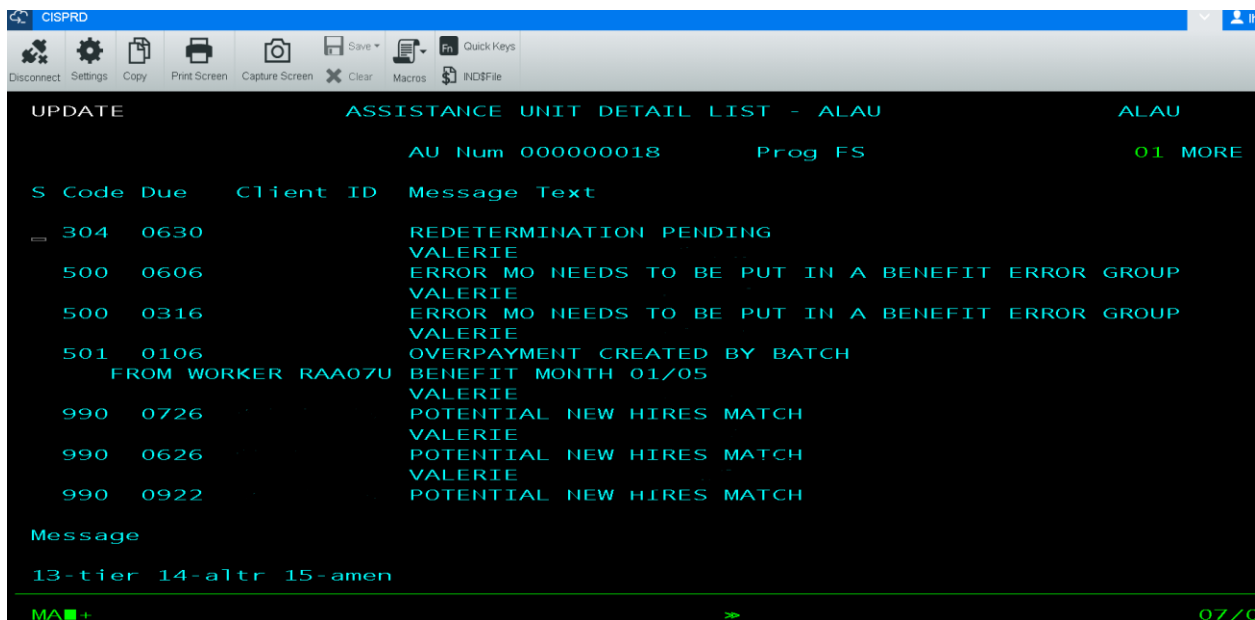 CISPRD
Disconnect Settings Copy Print Screen Capture Screen Save Clear Macros Fn Quick Keys IND$File
UPDATE ASSISTANCE UNIT DETAIL LIST - ALAU ALAU
AU Num 000000018 Prog FS 01 MORE
S Code Due Client ID Message Text
_ 304 0630 REDETERMINATION PENDING
VALERIE
500 0606 ERROR MO NEEDS TO BE PUT IN A BENEFIT ERROR GROUP
VALERIE
500 0316 ERROR MO NEEDS TO BE PUT IN A BENEFIT ERROR GROUP
VALERIE
501 0106 OVERPAYMENT CREATED BY BATCH
FROM WORKER RAA07U BENEFIT MONTH 01/05
VALERIE
990 0726 POTENTIAL NEW HIRES MATCH
VALERIE
990 0626 POTENTIAL NEW HIRES MATCH
VALERIE
990 0922 POTENTIAL NEW HIRES MATCH
Message
13-tier 14-altr 15-amen
MA +